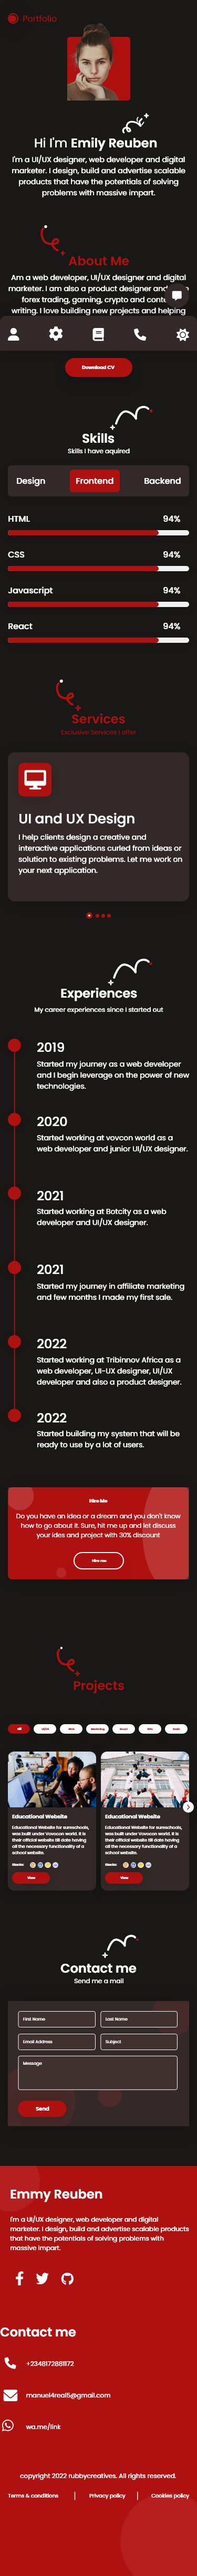 Portfolio
Hi I'm Emily Reuben
I'm a UI/UX designer, web developer and digital
marketer. I design, build and advertise scalable
products that have the potentials of solving
problems with massive impart.
About Me
Am a web developer, UI/UX designer and digital
marketer. I am also a product designer and
forex trading, gaming, crypto and
writing. I love building new projects and helping
Download CV
Skills
Skills I have aquired
Design Frontend Backend
HTML 94%
CSS 94%
Javascript 94%
React 94%
Services
Exclusive Services I offer
UI and UX Design
I help clients design a creative and
interactive applications curled from ideas or
solution to existing problems. Let me work on
your next application.
Experiences
My career experiences since I started out
2019
Started my journey as a web developer
and I begin leverage on the power of new
technologies.
2020
Started working at vovcon world as a
web developer and junior UI/UX designer.
2021
Started working at Botcity as a web
developer and UI/UX designer.
2021
Started my journey in affiliate marketing
and few months I made my first sale.
2022
Started working at Tribinnov Africa as a
web developer, UI-UX designer, UI/UX
developer and also a product designer.
2022
Started building my system that will be
ready to use by a lot of users.
Hire Me
Do you have an idea or a dream and you don't know
how to go about it. Sure, hit me up and let discuss
your ides and project with 30% discount
Hire me
Projects
All UI/UX
Educational Website
Educational Website for sureschools,
was built under Vovocon world. It is
their official website till date having
all the necessary functionality of a
school website.
View
Educational Website
Educational Website for sureschools,
was built under Vovocon world. It is
their official website till date having
all the necessary functionality of a
school website.
View
Contact me
Send me a mail
First Name Last Name
Email Address Subject
Message
Send
Emmy Reuben
I'm a UI/UX designer, web developer and digital
marketer. I design, build and advertise scalable products
that have the potentials of solving problems with
massive impart.
Contact me
+2348172881172
manuel4real5@gmail.com
wa.me/link
copyright 2022 rubbycreatives. All rights reserved.
Terms & conditions | Privacy policy | Cookies policy